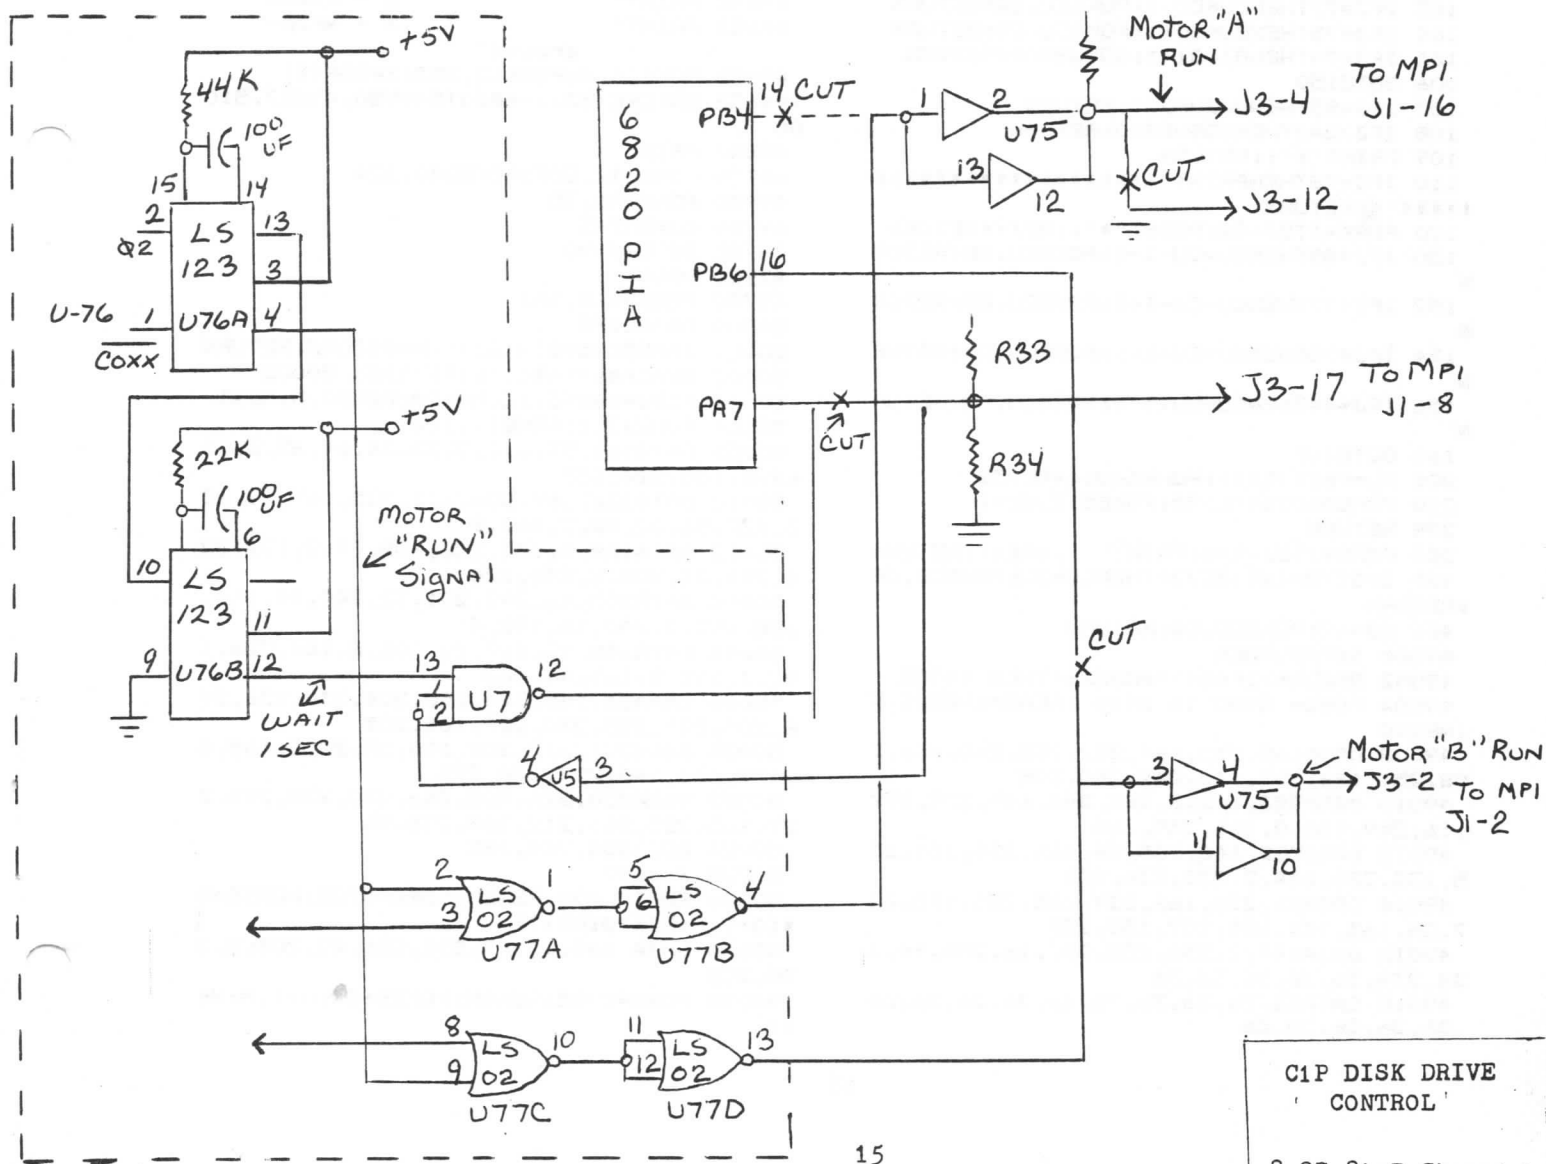 +5V
44K
100
UF
15
14
2
Φ2
LS
123
13
3
U-76
1
U76A
4
C0XX
+5V
22K
100
UF
6
10
LS
123
11
9
U76B
12
WAIT
1 SEC
MOTOR
"RUN"
SignAl
13
1
2
U7
12
4
U5
3
2
3
LS
02
1
U77A
5
6
LS
02
4
U77B
8
9
LS
02
10
U77C
11
12
LS
02
13
U77D
6820 PIA
PB4
14
CUT
PB6
16
PA7
CUT
1
2
U75
13
12
MOTOR "A"
RUN
J3-4
TO MPI
J1-16
CUT
J3-12
R33
R34
J3-17
TO MPI
J1-8
CUT
3
4
U75
11
10
MOTOR "B" RUN
J3-2
TO MPI
J1-2
C1P DISK DRIVE
CONTROL
15